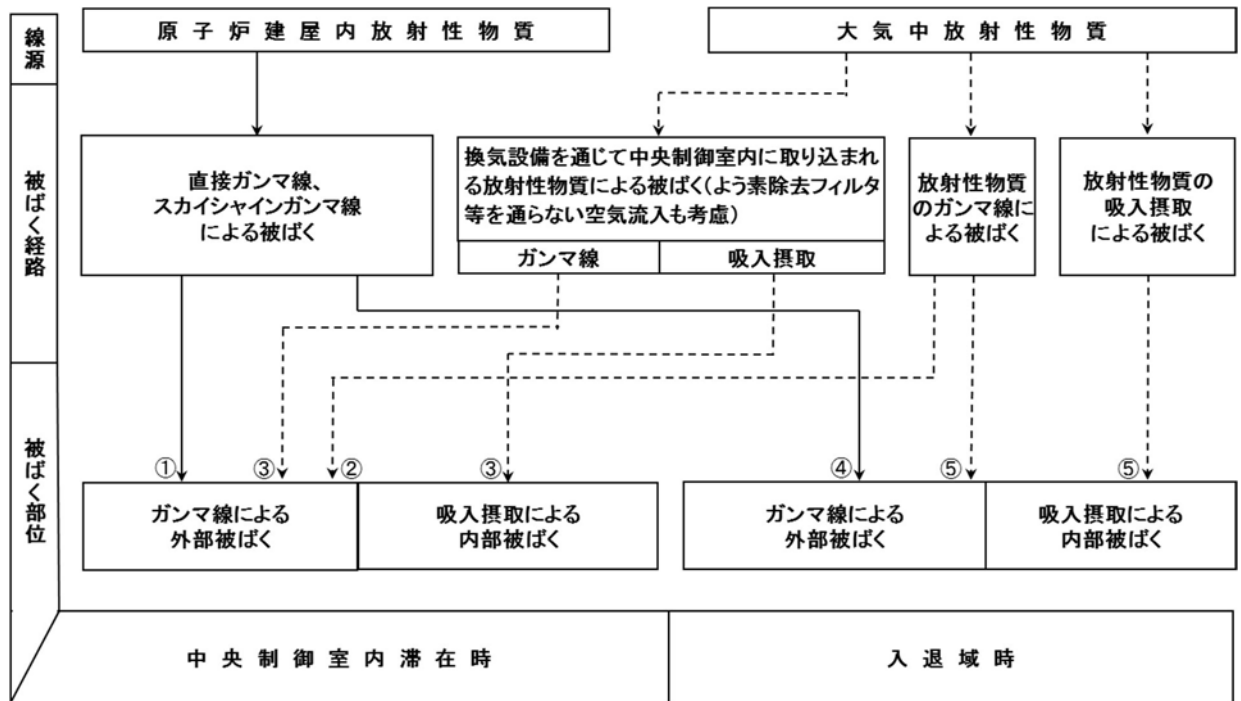 線源
原子炉建屋内放射性物質
大気中放射性物質
被ばく経路
直接ガンマ線、
スカイシャインガンマ線
による被ばく
換気設備を通じて中央制御室内に取り込まれ
る放射性物質による被ばく(よう素除去フィルタ
等を通らない空気流入も考慮)
ガンマ線
吸入摂取
放射性物質
のガンマ線に
よる被ばく
放射性物質の
吸入摂取
による被ばく
被ばく部位
①
③
②
③
④
⑤
⑤
ガンマ線による
外部被ばく
吸入摂取による
内部被ばく
ガンマ線による
外部被ばく
吸入摂取による
内部被ばく
中央制御室内滞在時
入退域時